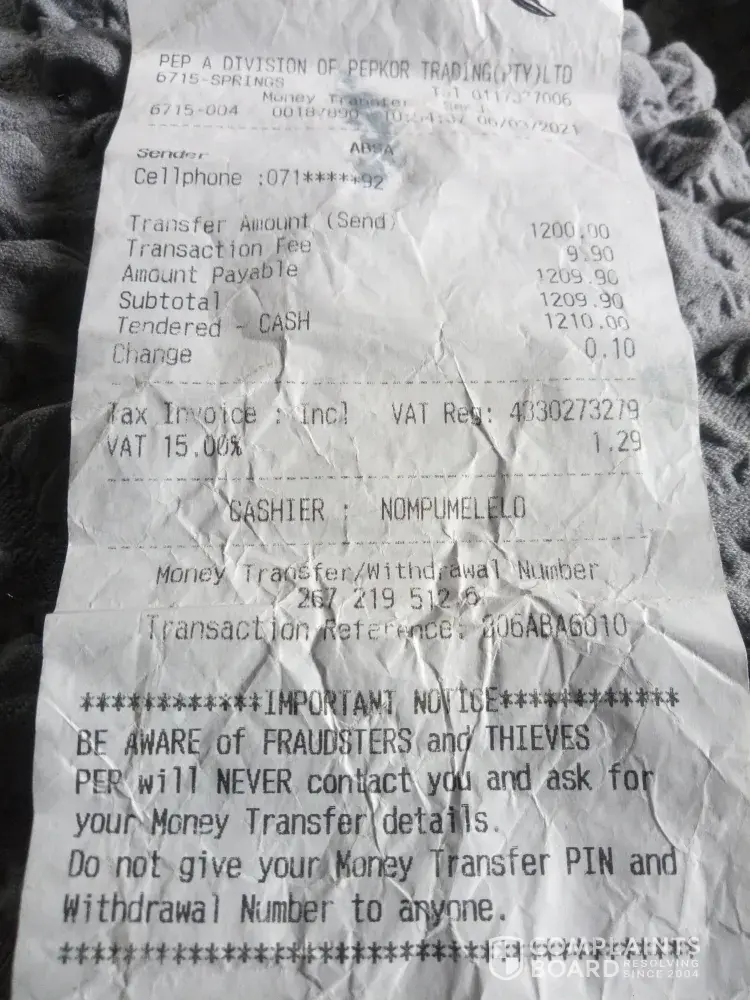 PEP A DIVISION OF PEPKOR TRADING(PTY)LTD
6715-SPRINGS
Money Transfer
6715-004
Sender ABSA
Cellphone :071*****92
Transfer Amount (Send) 1200.00
Transaction Fee 9.90
Amount Payable 1209.90
Subtotal 1209.90
Tendered - CASH 1210.00
Change 0.10
Tax Invoice : Incl VAT Reg: 4330273279
VAT 15.00% 1.29
CASHIER : NOMPUMELELO
Money Transfer/Withdrawal Number
267 219 512 6
Transaction Reference: 206ABA6010
************IMPORTANT NOTICE************
BE AWARE of FRAUDSTERS and THIEVES
PEP will NEVER contact you and ask for
your Money Transfer details.
Do not give your Money Transfer PIN and
Withdrawal Number to anyone.
****************************************
COMPLAINTS
BOARD RESOLVING
SINCE 2004